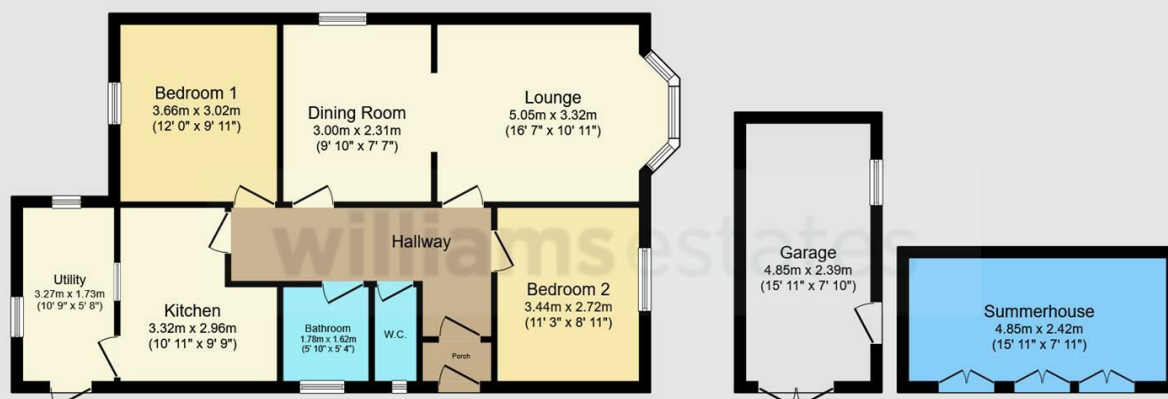 Bedroom 1
3.66m x 3.02m
(12' 0" x 9' 11")
Dining Room
3.00m x 2.31m
(9' 10" x 7' 7")
Lounge
5.05m x 3.32m
(16' 7" x 10' 11")
Utility
3.27m x 1.73m
(10' 9" x 5' 8")
Kitchen
3.32m x 2.96m
(10' 11" x 9' 9")
Hallway
williamsestates
Bathroom
1.78m x 1.62m
(5' 10" x 5' 4")
W.C.
Porch
Bedroom 2
3.44m x 2.72m
(11' 3" x 8' 11")
Garage
4.85m x 2.39m
(15' 11" x 7' 10")
Summerhouse
4.85m x 2.42m
(15' 11" x 7' 11")